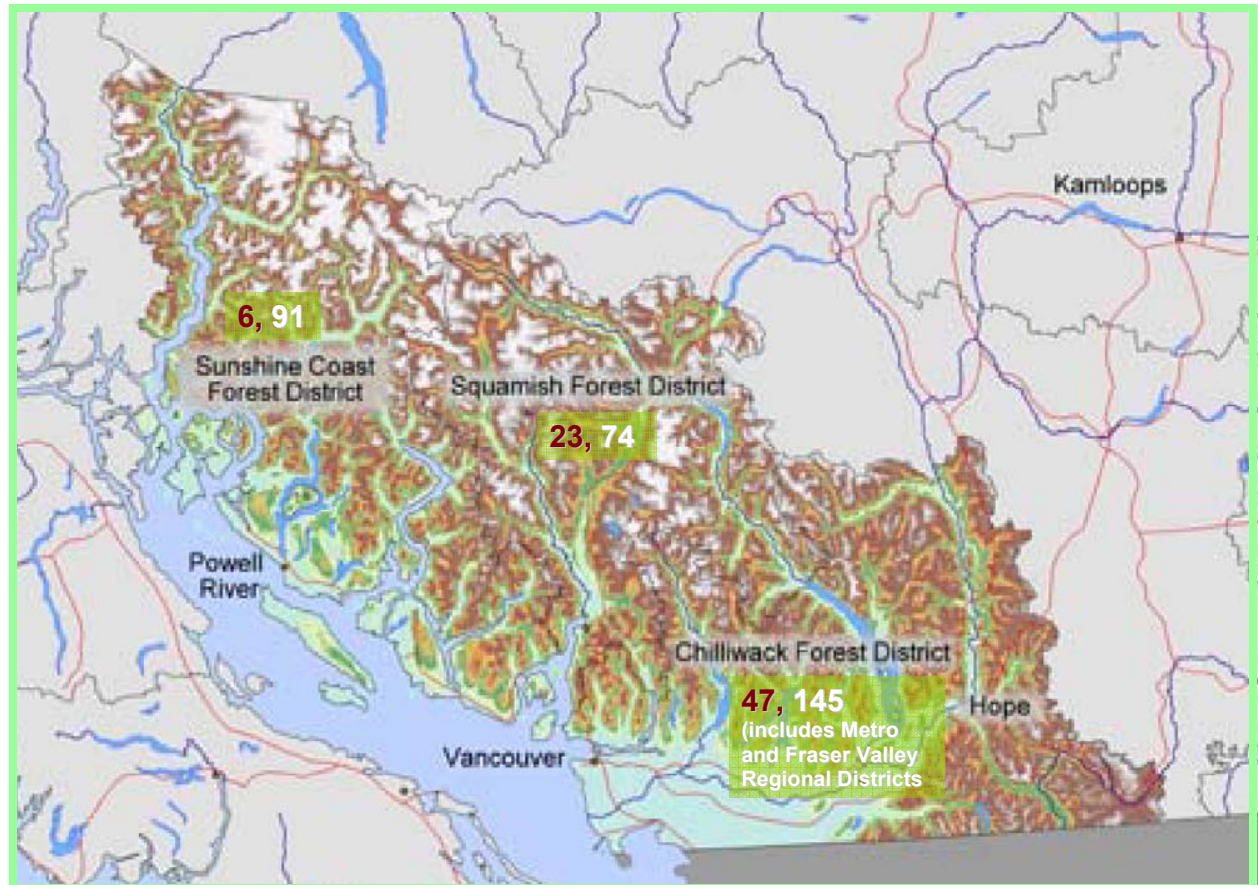 Kamloops
6, 91
Sunshine Coast
Forest District
Squamish Forest District
23, 74
Powell
River
Chilliwack Forest District
47, 145
(includes Metro
and Fraser Valley
Regional Districts
Hope
Vancouver